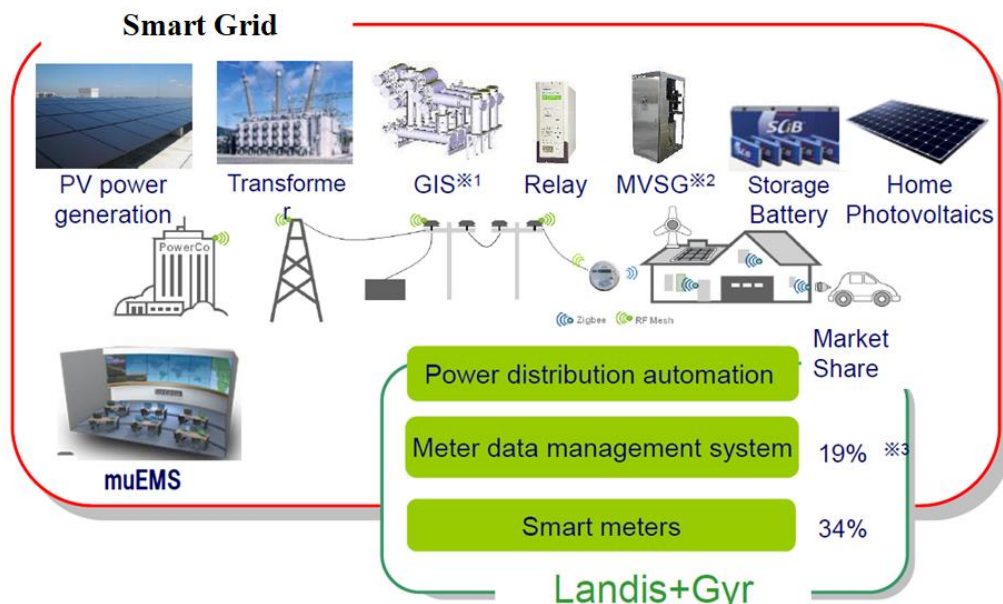 Smart Grid
SCiB
PV power
generation
Transforme
r
GIS※1
Relay
MVSG※2
Storage
Battery
Home
Photovoltaics
PowerCo
Zigbee
RF Mesh
Market
Share
Power distribution automation
Meter data management system
19% ※3
muEMS
Smart meters
34%
Landis+Gyr